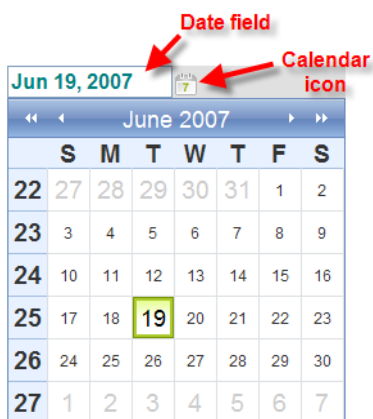 Date field
Calendar
icon
Jun 19, 2007
7
June 2007
S M T W T F S
22 27 28 29 30 31 1 2
23 3 4 5 6 7 8 9
24 10 11 12 13 14 15 16
25 17 18 19 20 21 22 23
26 24 25 26 27 28 29 30
27 1 2 3 4 5 6 7